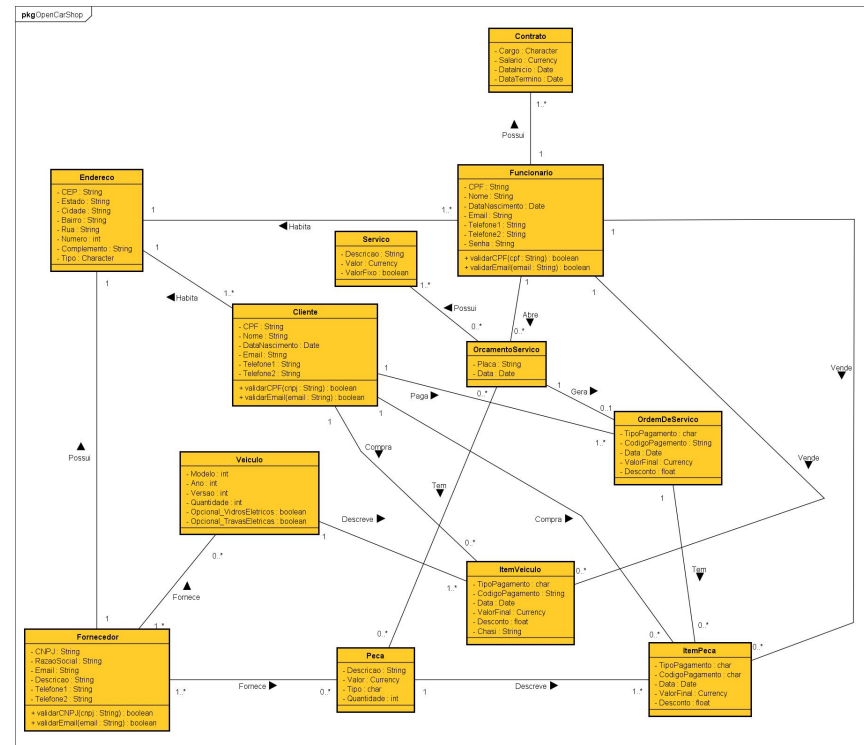 pkg OpenCarShop
Contrato
- Cargo : Character
- Salario : Currency
- DataInicio : Date
- DataTermino : Date
1..*
Possui
1
Funcionario
- CPF : String
- Nome : String
- DataNascimento : Date
- Email : String
- Telefone1 : String
- Telefone2 : String
- Senha : String
+ validarCPF(cpf : String) : boolean
+ validarEmail(email : String) : boolean
Endereco
- CEP : String
- Estado : String
- Cidade : String
- Bairro : String
- Rua : String
- Numero : int
- Complemento : String
- Tipo : Character
1
1..*
Habita
1
1
1
1
1
Servico
- Descricao : String
- Valor : Currency
- ValorFixo : boolean
1..*
Possui
0..*
Abre
0..*
Habita
1..*
Cliente
- CPF : String
- Nome : String
- DataNascimento : Date
- Email : String
- Telefone1 : String
- Telefone2 : String
+ validarCPF(cnpj : String) : boolean
+ validarEmail(email : String) : boolean
OrcamentoServico
- Placa : String
- Data : Date
1
Paga
0..*
1
Gera
0..1
1..*
Vende
OrdemDeServico
- TipoPagamento : char
- CodigoPagemento : String
- Data : Date
- ValorFinal : Currency
- Desconto : float
1
1
Compra
Possui
Vende
Veiculo
- Modelo : int
- Ano : int
- Versao : int
- Quantidade : int
- Opcional_VidrosEletricos : boolean
- Opcional_TravasEletricas : boolean
Tem
1
Descreve
Compra
1
0..*
0..*
0..*
1..*
ItemVeiculo
- TipoPagamento : char
- CodigoPagamento : String
- Data : Date
- ValorFinal : Currency
- Desconto : float
- Chasi : String
Fornece
Tem
1
1..*
0..*
0..*
0..*
0..*
Fornecedor
- CNPJ : String
- RazaoSocial : String
- Email : String
- Descricao : String
- Telefone1 : String
- Telefone2 : String
+ validarCNPJ(cnpj : String) : boolean
+ validarEmail(email : String) : boolean
1..*
Fornece
0..*
Peca
- Descricao : String
- Valor : Currency
- Tipo : char
- Quantidade : int
1
Descreve
1..*
ItemPeca
- TipoPagamento : char
- CodigoPagamento : char
- Data : Date
- ValorFinal : Currency
- Desconto : float